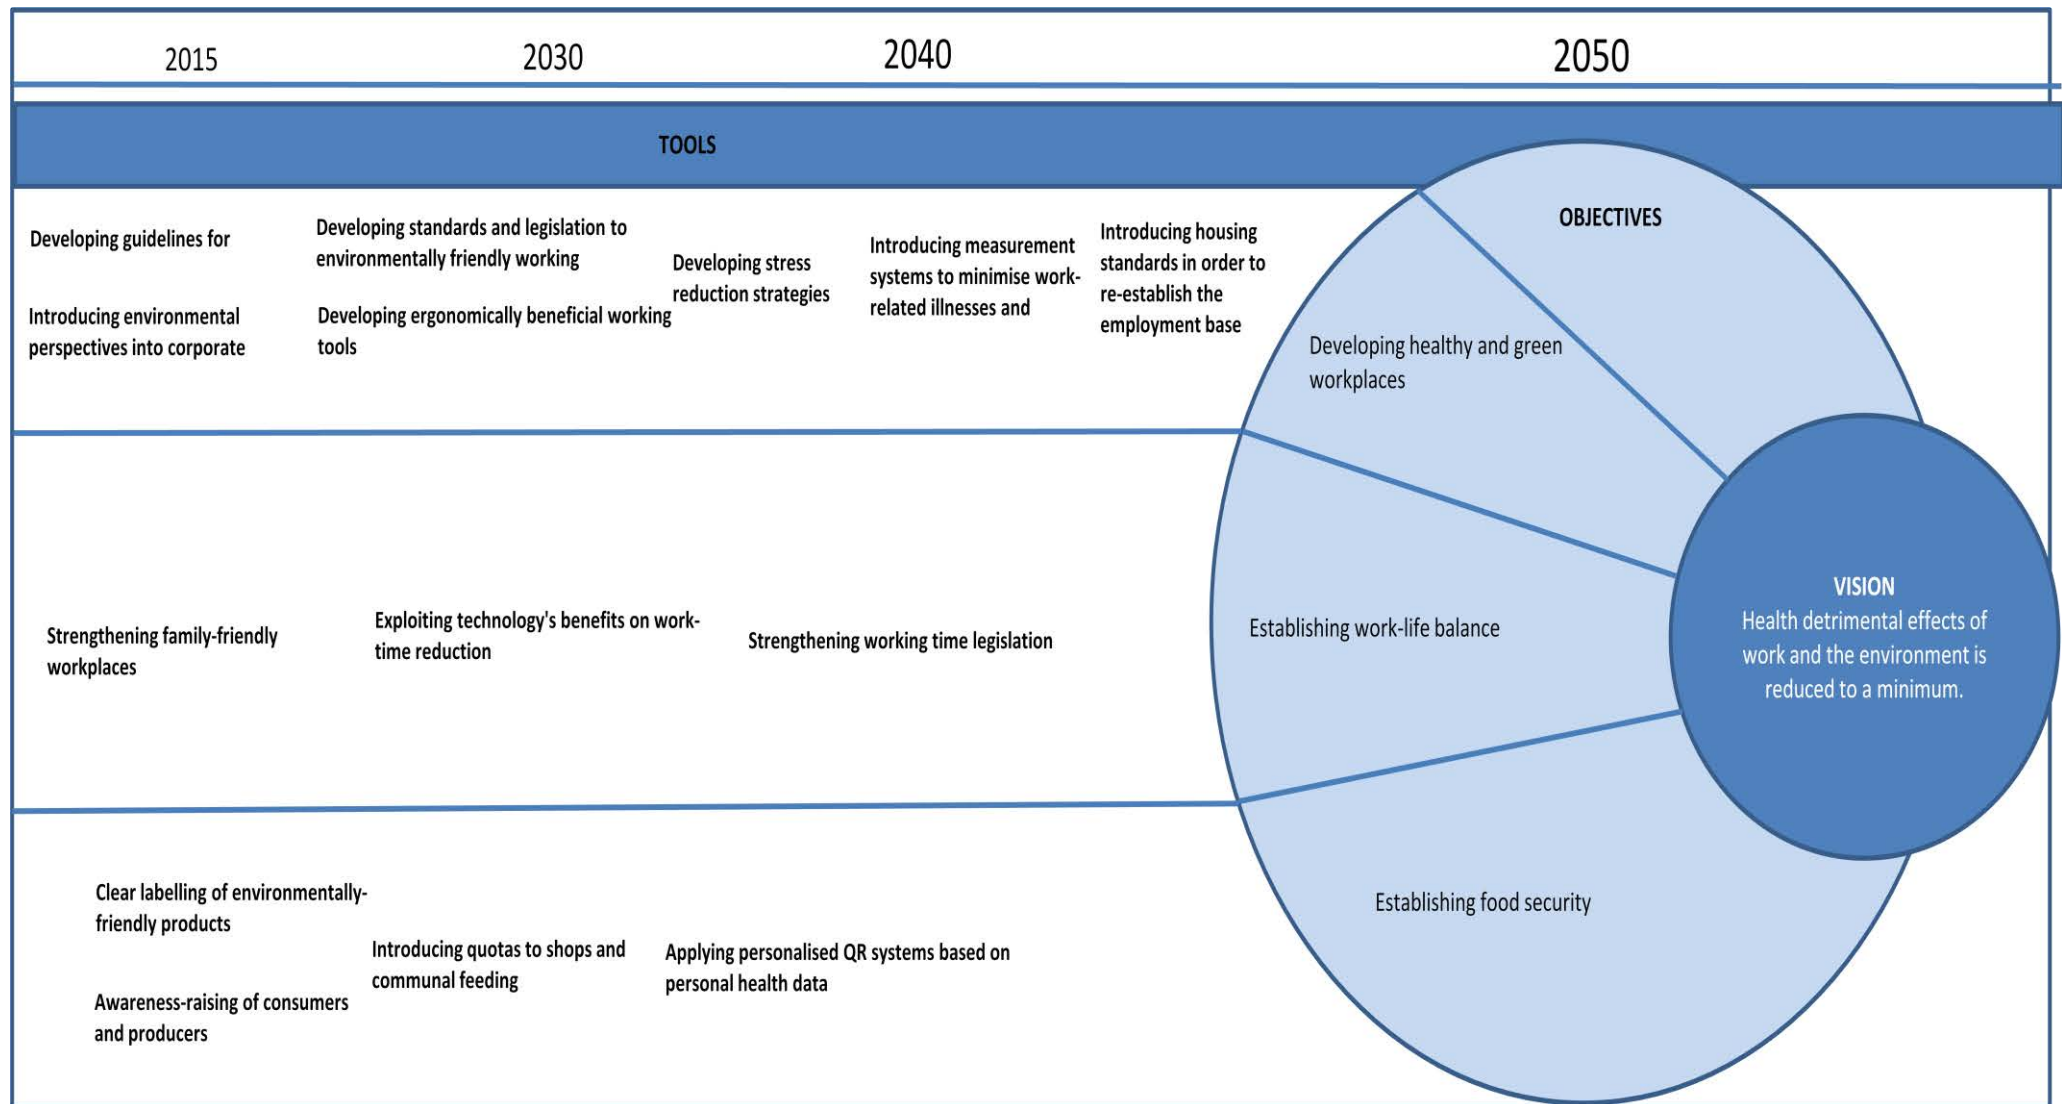 2015
2030
2040
2050
TOOLS
OBJECTIVES
Developing guidelines for
Introducing environmental
perspectives into corporate
Developing standards and legislation to
environmentally friendly working
Developing ergonomically beneficial working
tools
Developing stress
reduction strategies
Introducing measurement
systems to minimise work-
related illnesses and
Introducing housing
standards in order to
re-establish the
employment base
Developing healthy and green
workplaces
Strengthening family-friendly
workplaces
Exploiting technology's benefits on work-
time reduction
Strengthening working time legislation
Establishing work-life balance
VISION
Health detrimental effects of
work and the environment is
reduced to a minimum.
Clear labelling of environmentally-
friendly products
Awareness-raising of consumers
and producers
Introducing quotas to shops and
communal feeding
Applying personalised QR systems based on
personal health data
Establishing food security